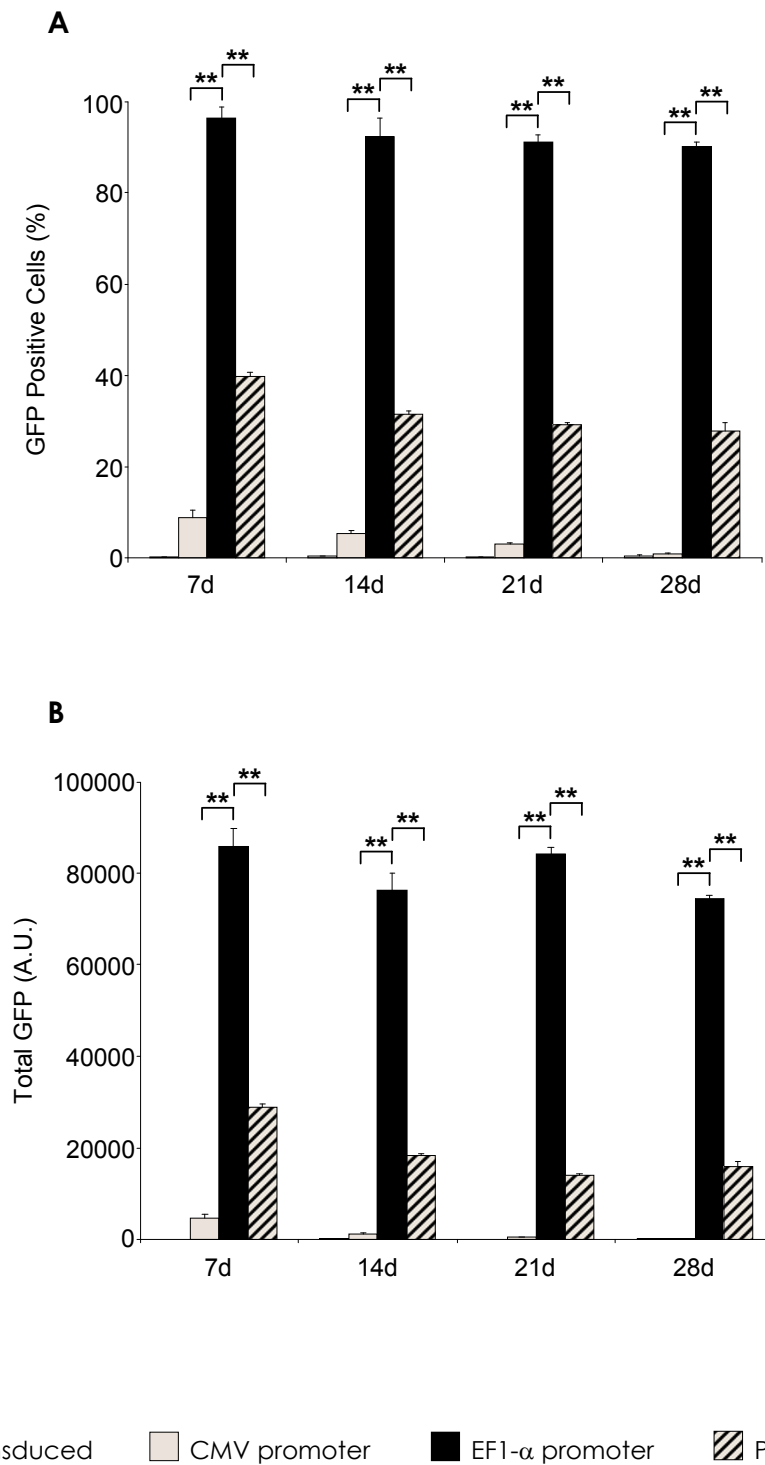 A
** ** ** ** ** ** ** **
100
80
60
40
20
0
GFP Positive Cells (%)
7d 14d 21d 28d
B
** ** ** ** ** ** ** **
100000
80000
60000
40000
20000
0
Total GFP (A.U.)
7d 14d 21d 28d
sduced CMV promoter EF1-α promoter P